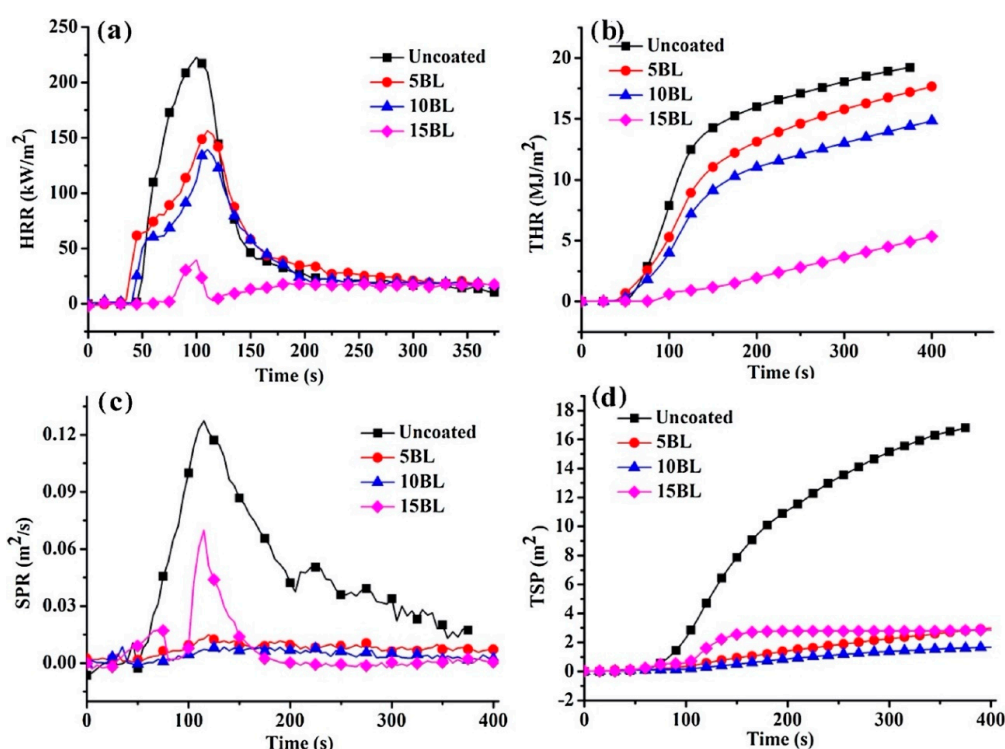 (a)
HRR (kW/m2)
250
200
150
100
50
0
Uncoated
5BL
10BL
15BL
0 50 100 150 200 250 300 350
Time (s)
(b)
THR (MJ/m2)
20
15
10
5
0
Uncoated
5BL
10BL
15BL
0 100 200 300 400
Time (s)
(c)
SPR (m2/s)
0.12
0.09
0.06
0.03
0.00
Uncoated
5BL
10BL
15BL
0 100 200 300 400
Time (s)
(d)
TSP (m2)
18
16
14
12
10
8
6
4
2
0
-2
Uncoated
5BL
10BL
15BL
0 100 200 300 400
Time (s)